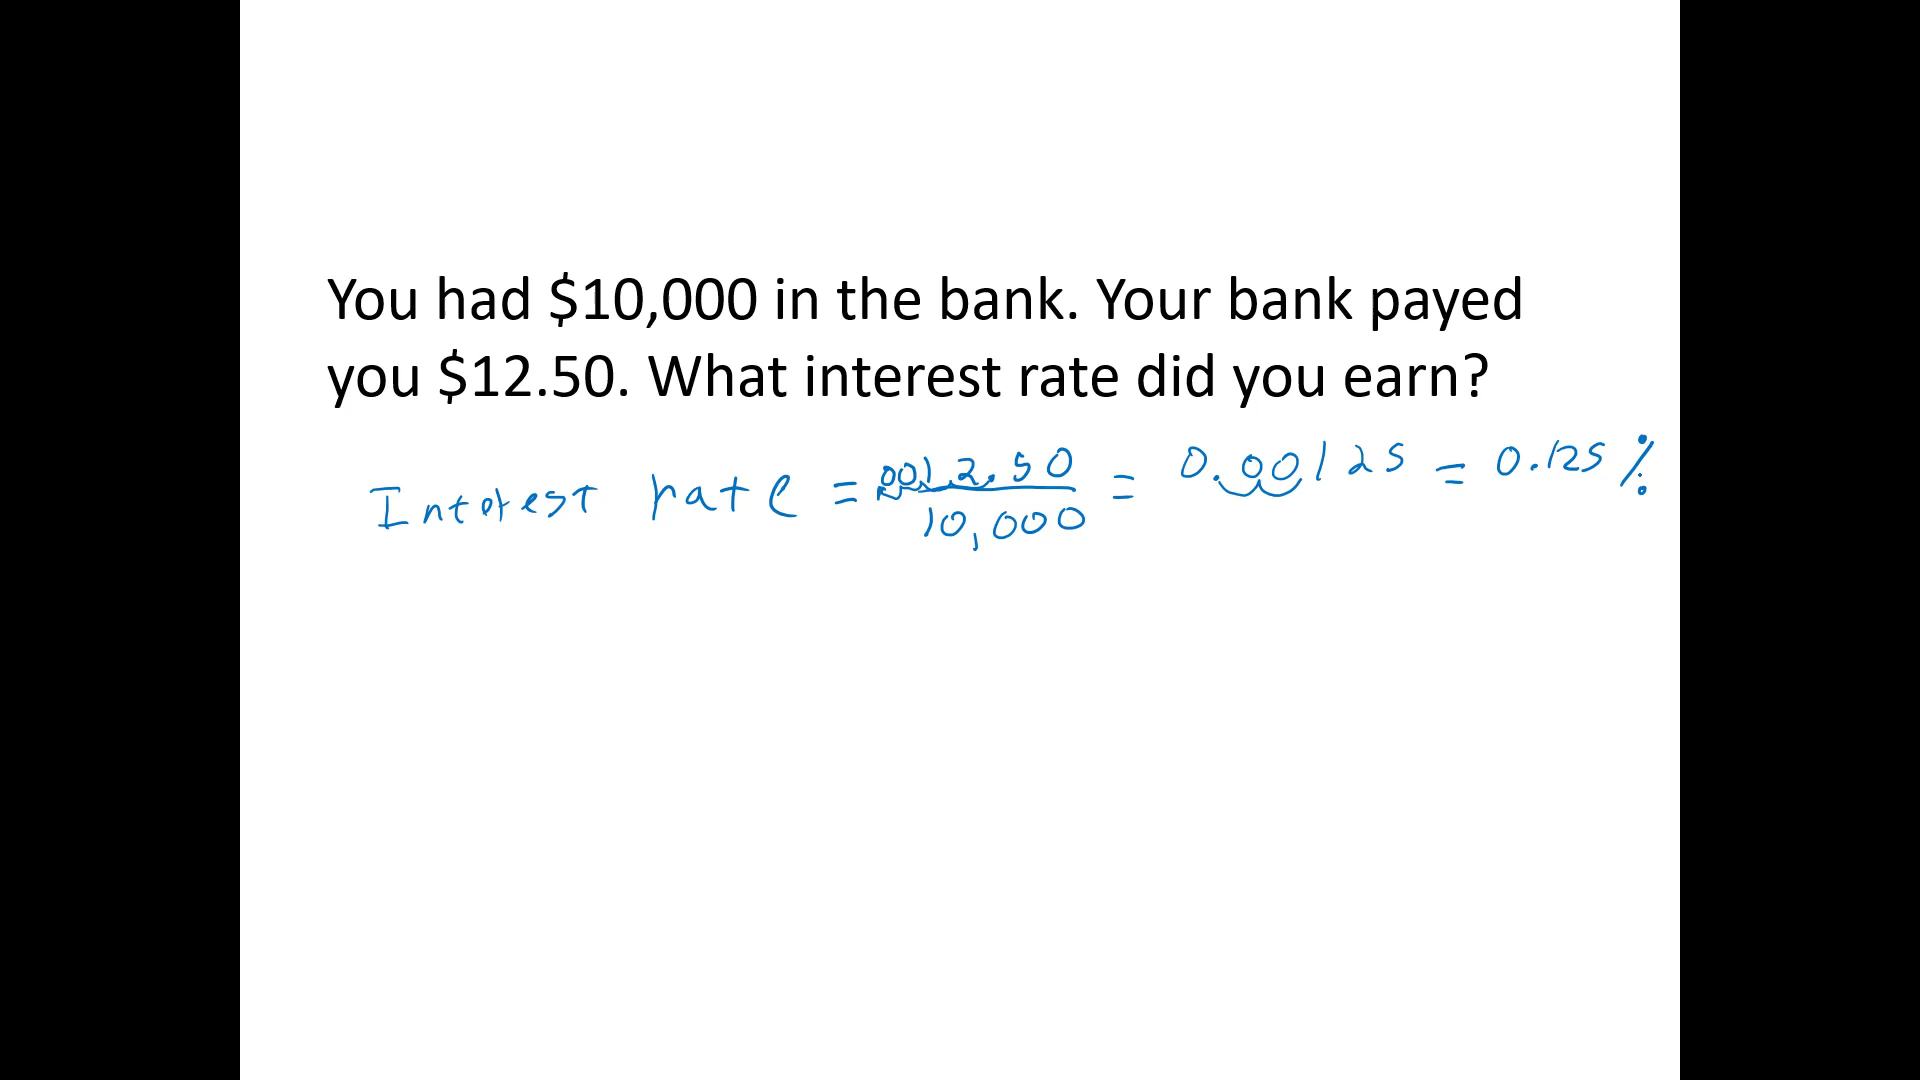 You had $10,000 in the bank. Your bank payed
you $12.50. What interest rate did you earn?
Interest rate = 0012.50/10,000 = 0.00125 = 0.125%